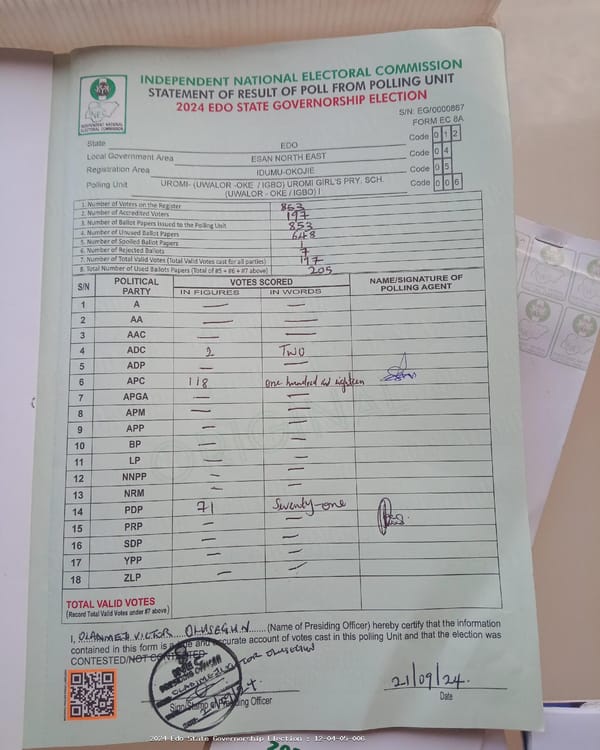 INDEPENDENT NATIONAL ELECTORAL COMMISSION
STATEMENT OF RESULT OF POLL FROM POLLING UNIT
2024 EDO STATE GOVERNORSHIP ELECTION
S/N: EG/0000867
FORM EC 8A
INEC
INDEPENDENT NATIONAL ELECTORAL COMMISSION
State EDO Code 0 1 2
Local Government Area ESAN NORTH EAST Code 0 4
Registration Area IDUMU-OKOJIE Code 0 5
Polling Unit UROMI- (UWALOR -OKE / IGBO) UROMI GIRL'S PRY. SCH. (UWALOR - OKE / IGBO) I Code 0 0 6
1. Number of Voters on the Register 853
2. Number of Accredited Voters 197
3. Number of Ballot Papers Issued to the Polling Unit 853
4. Number of Unused Ballot Papers 648
5. Number of Spoiled Ballot Papers 1
6. Number of Rejected Ballots 7
7. Number of Total Valid Votes (Total Valid Votes cast for all parties) 197
8. Total Number of Used Ballots Papers (Total of #5 + #6 + #7 above) 205
S/N POLITICAL PARTY VOTES SCORED NAME/SIGNATURE OF POLLING AGENT
IN FIGURES IN WORDS
1 A — —
2 AA — —
3 AAC — —
4 ADC 2 Two
5 ADP — —
6 APC 118 one hundred and eighteen
7 APGA — —
8 APM — —
9 APP — —
10 BP — —
11 LP — —
12 NNPP — —
13 NRM — —
14 PDP 71 Seventy-one
15 PRP — —
16 SDP — —
17 YPP — —
18 ZLP — —
TOTAL VALID VOTES
(Record Total Valid Votes under #7 above)
I, OLANMEJI VICTOR OLUSEGUN (Name of Presiding Officer) hereby certify that the information
contained in this form is and accurate account of votes cast in this polling Unit and that the election was
CONTESTED/NOT CONTESTED
PRESIDING OFFICER
VICTOR OLUSEGUN
Sign/Stamp of Presiding Officer
21/09/24.
Date
2024 Edo State Governorship Election : 12-04-05-006